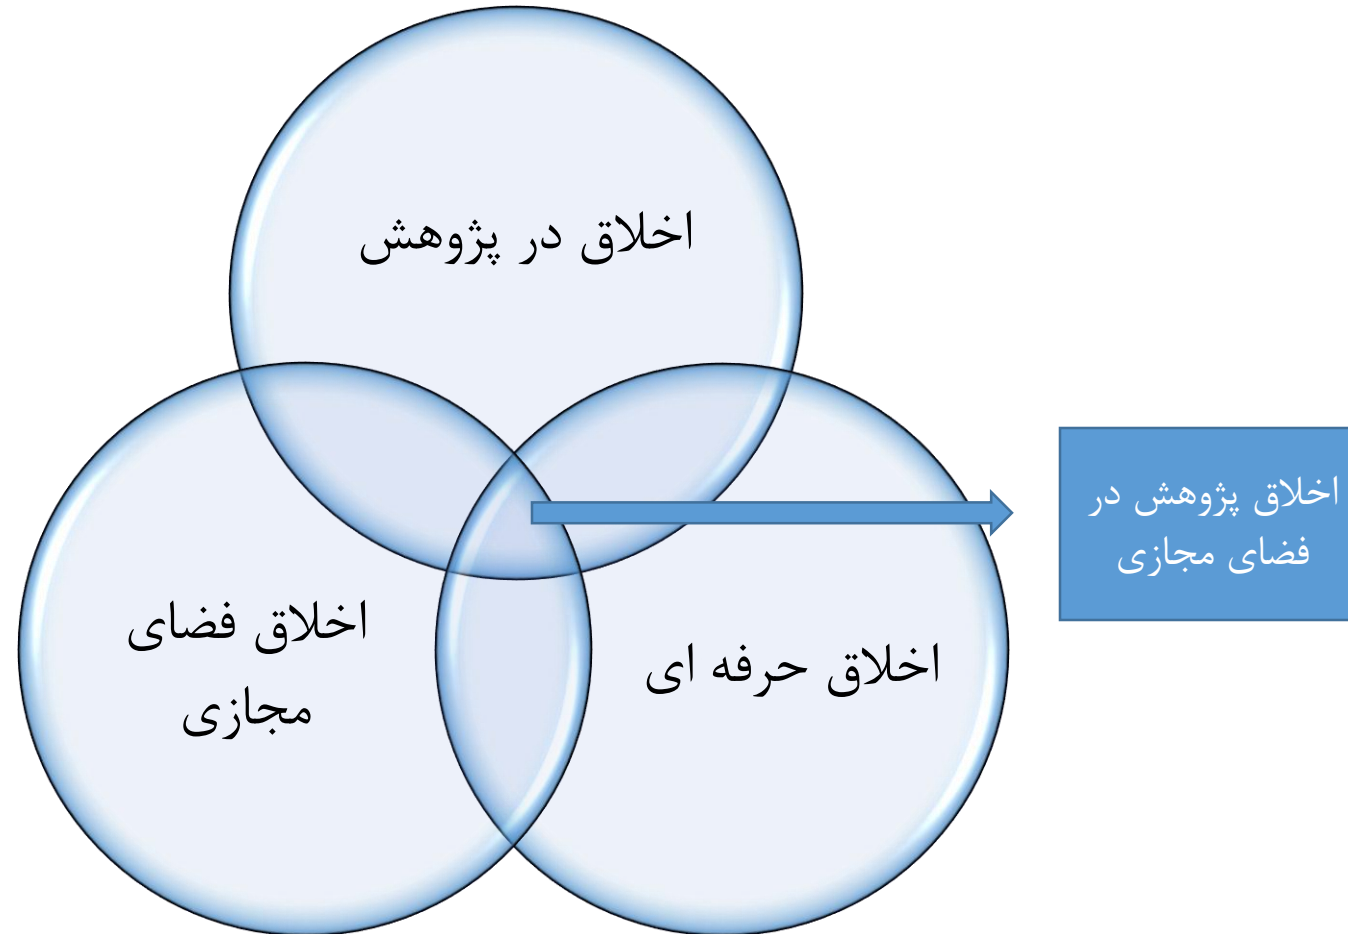 اخلاق در پژوهش
اخلاق فضای
مجازی
اخلاق حرفه ای
اخلاق پژوهش در
فضای مجازی